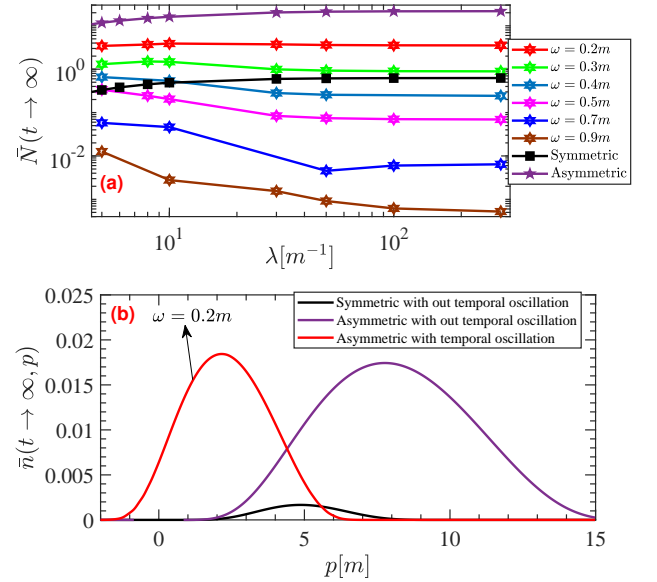 N̄(t → ∞)
10^0
10^-2
(a)
10^1
10^2
λ[m^-1]
ω = 0.2m
ω = 0.3m
ω = 0.4m
ω = 0.5m
ω = 0.7m
ω = 0.9m
Symmetric
Asymmetric
n̄(t → ∞, p)
0.025
0.02
0.015
0.01
0.005
0
(b)
ω = 0.2m
Symmetric with out temporal oscillation
Asymmetric with out temporal oscillation
Asymmetric with temporal oscillation
0
5
10
15
p[m]